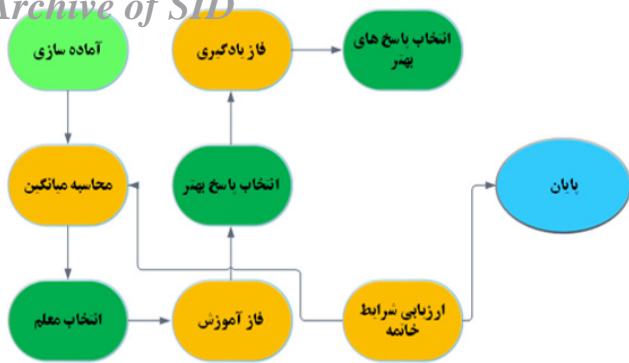 Archive of SID
آماده سازی
فاز یادگیری
انتخاب پاسخ های
بهتر
محاسبه میانگین
انتخاب پاسخ بهتر
پایان
انتخاب معلم
فاز آموزش
ارزیابی شرایط
خاتمه